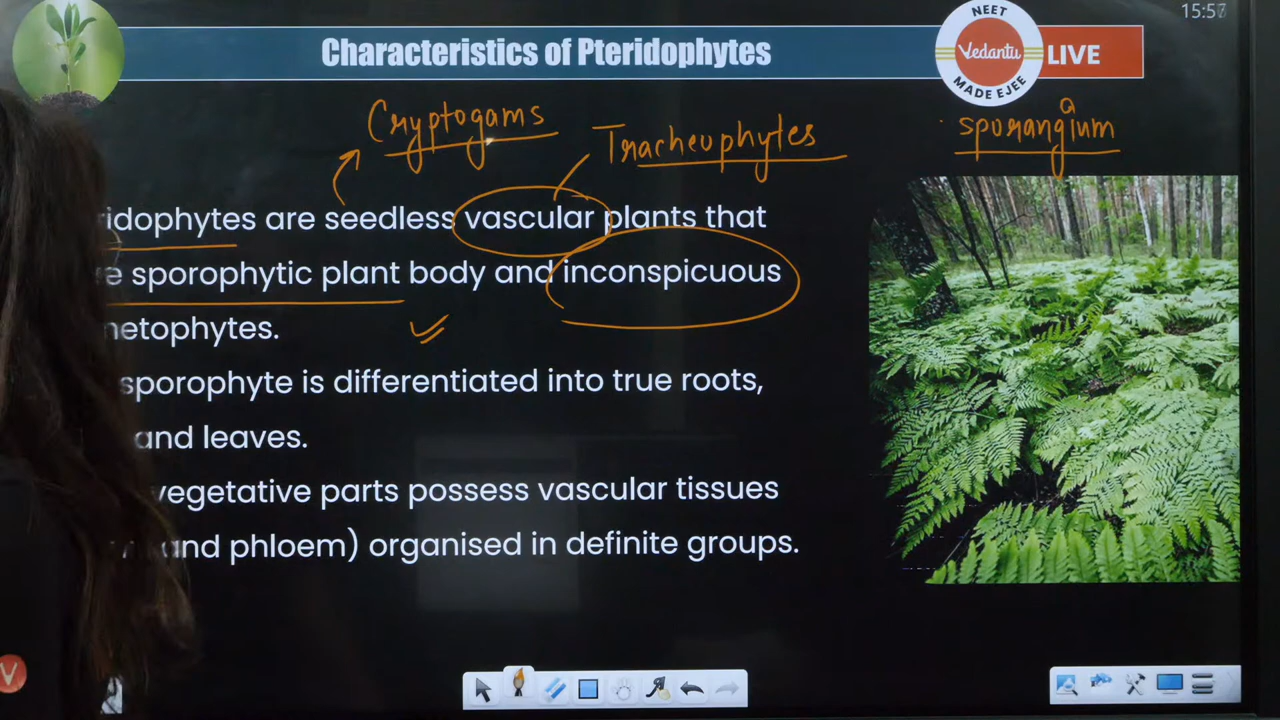 15:57
NEET
Vedantu
MADE EJEE
LIVE
Characteristics of Pteridophytes
Cryptogams
Tracheophytes
a
sporangium
ridophytes are seedless vascular plants that
e sporophytic plant body and inconspicuous
netophytes.
sporophyte is differentiated into true roots,
and leaves.
vegetative parts possess vascular tissues
and phloem) organised in definite groups.
V